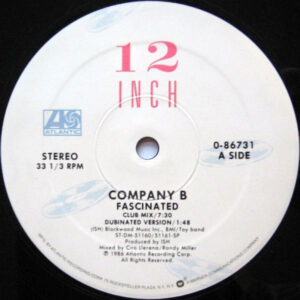 12
INCH
ATLANTIC
STEREO
33 1/3 RPM
0-86731
A SIDE
COMPANY B
FASCINATED
CLUB MIX/7:30
DUBINATED VERSION/1:48
(ISH) Blackwood Music Inc., BMI/Toy band
ST-DM-51160/51161-SP
Produced by ISH
Mixed by Cirō Llerena/Randy Miller
℗ 1986 Atlantic Recording Corp.
All Rights Reserved.